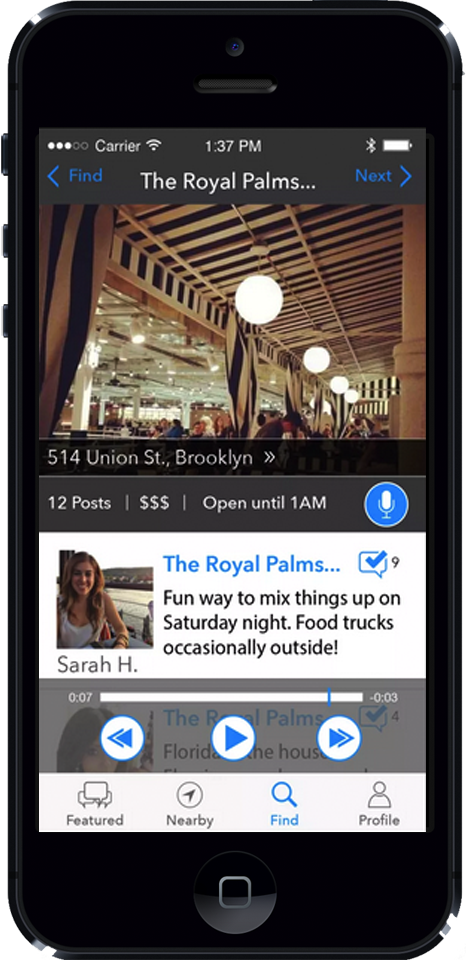 Carrier 1:37 PM
Find The Royal Palms... Next
514 Union St., Brooklyn »
12 Posts | $$$ | Open until 1AM
The Royal Palms... 9
Fun way to mix things up on
Saturday night. Food trucks
occasionally outside!
Sarah H.
0:07 -0:03
The Royal Palms 4
Florida the house
Featured Nearby Find Profile